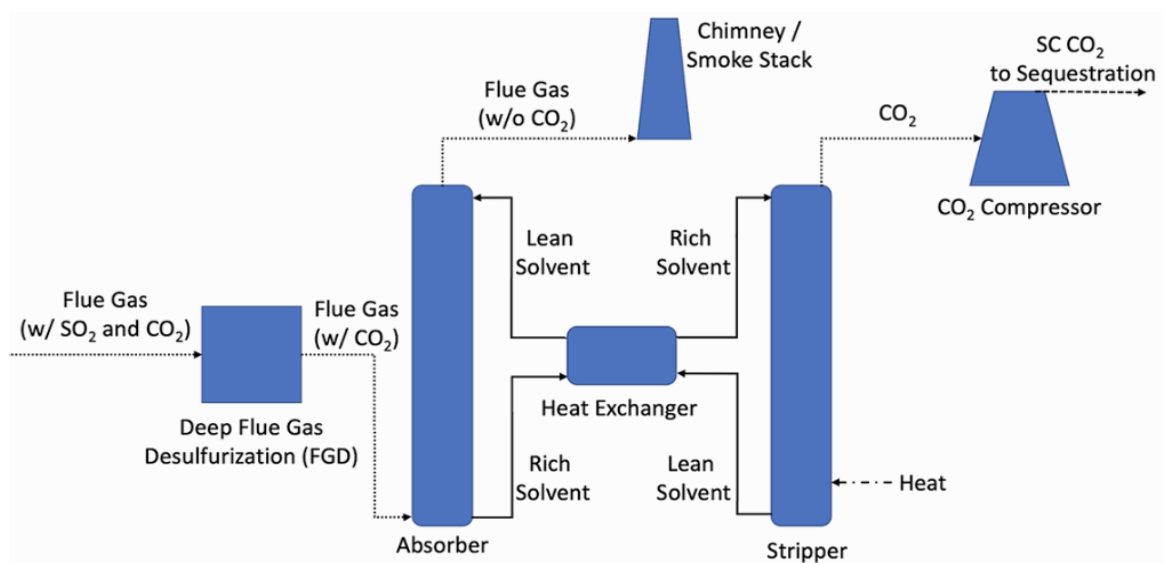 Chimney /
Smoke Stack
SC CO₂
to Sequestration
Flue Gas
(w/o CO₂)
CO₂
CO₂ Compressor
Lean
Solvent
Rich
Solvent
Flue Gas
(w/ SO₂ and CO₂)
Flue Gas
(w/ CO₂)
Heat Exchanger
Deep Flue Gas
Desulfurization (FGD)
Rich
Solvent
Lean
Solvent
Heat
Absorber
Stripper